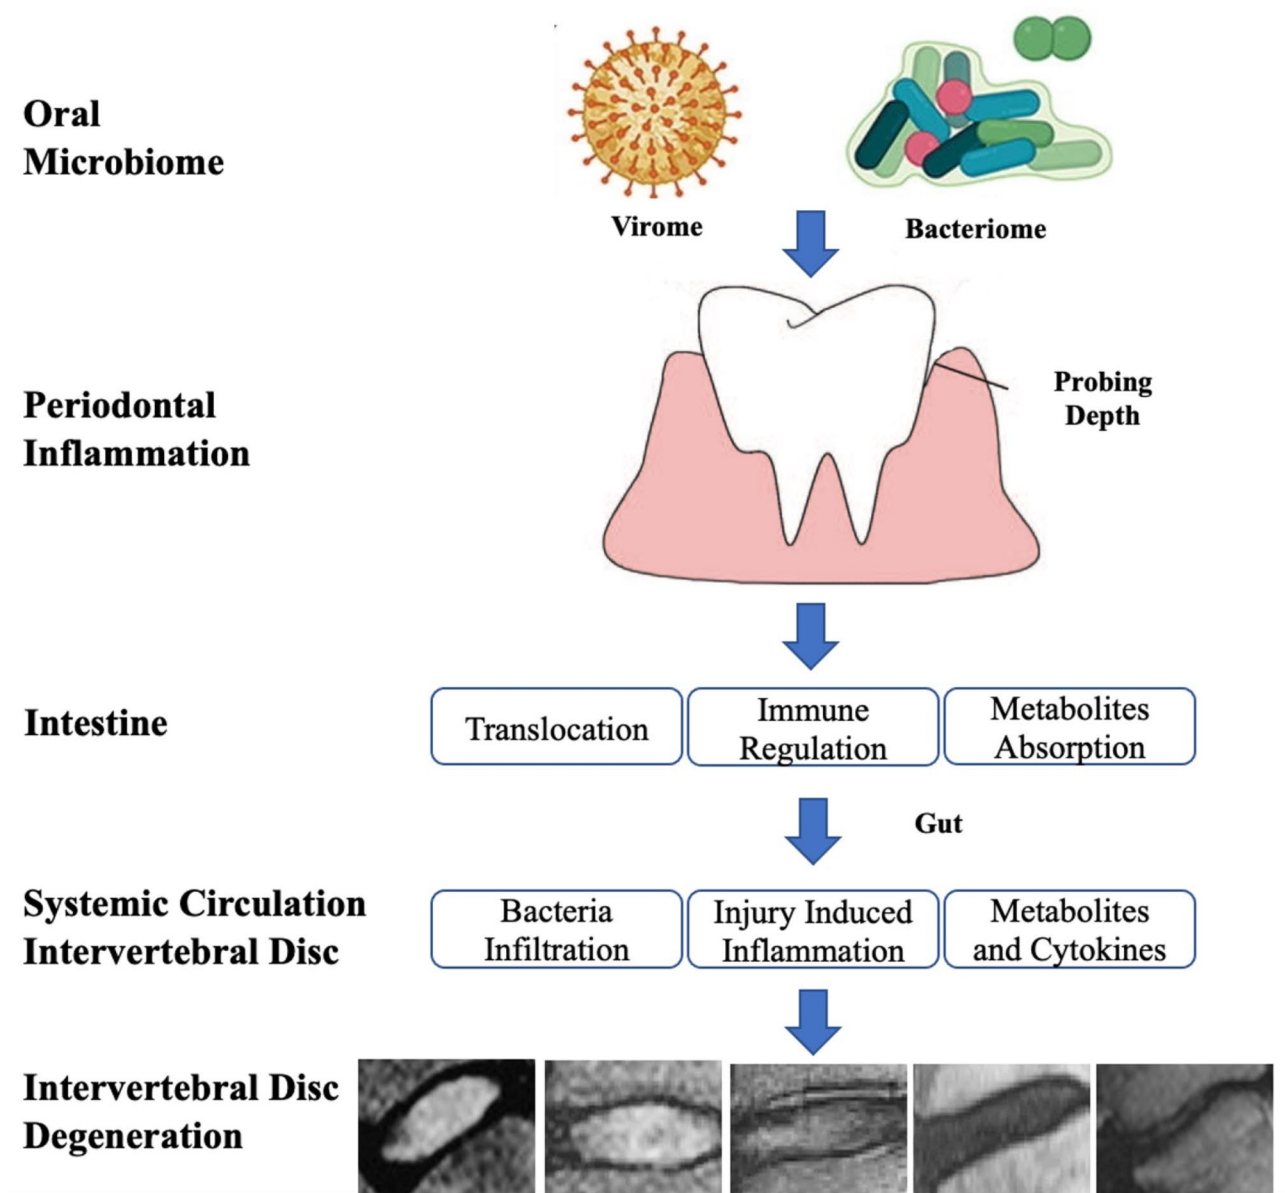 Oral
Microbiome
Virome
Bacteriome
Periodontal
Inflammation
Probing
Depth
Intestine
Translocation
Immune
Regulation
Metabolites
Absorption
Gut
Systemic Circulation
Intervertebral Disc
Bacteria
Infiltration
Injury Induced
Inflammation
Metabolites
and Cytokines
Intervertebral Disc
Degeneration